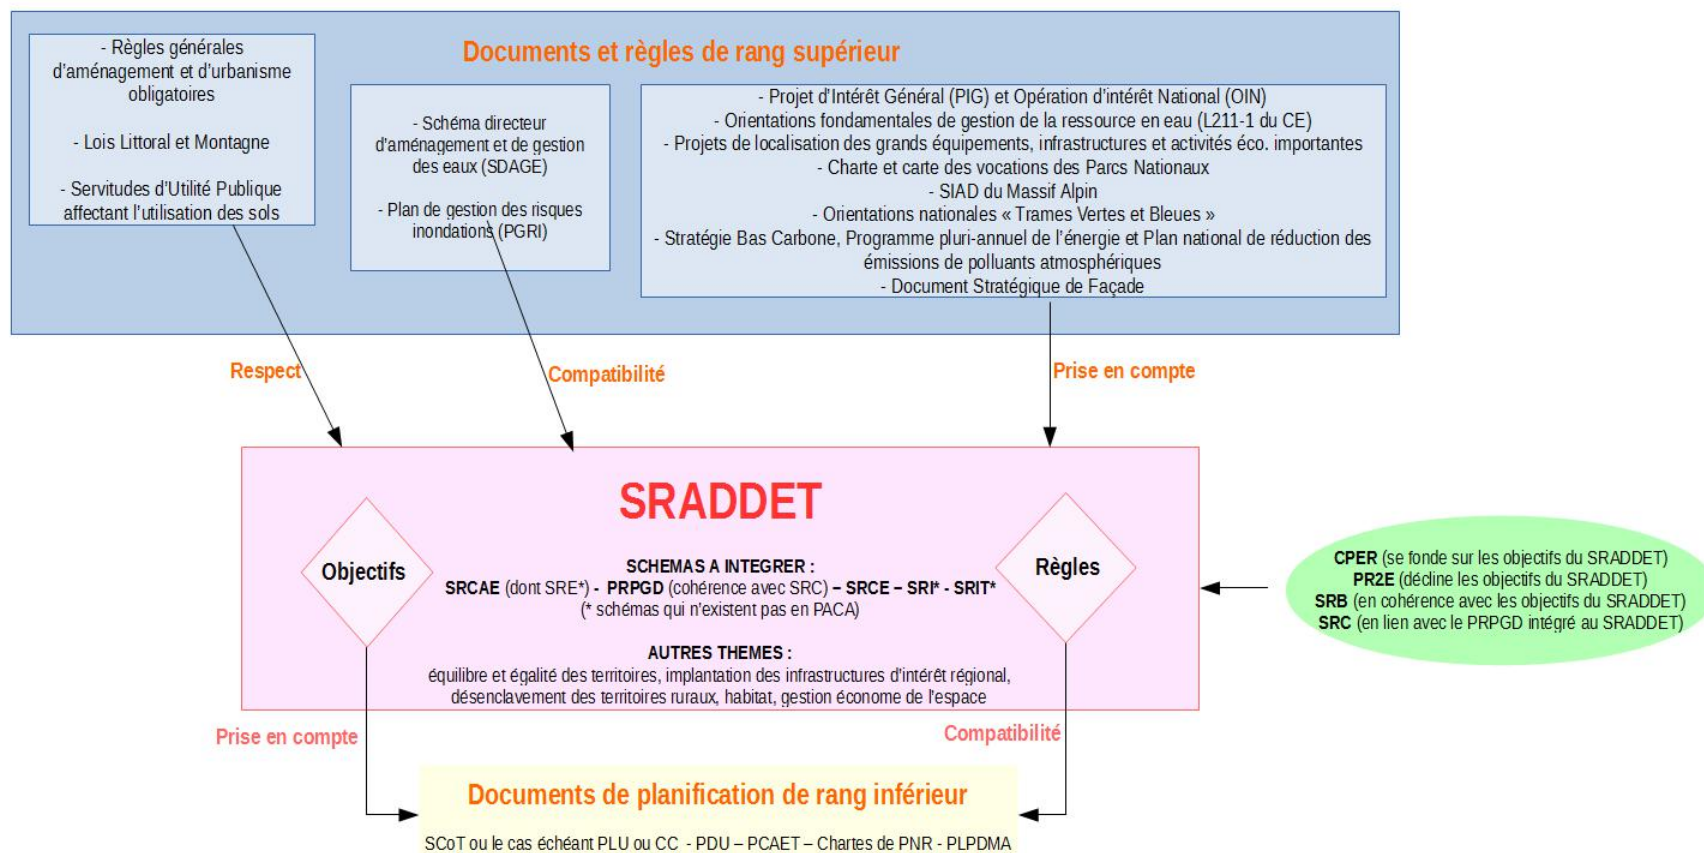 Documents et règles de rang supérieur
- Règles générales
d'aménagement et d'urbanisme
obligatoires
- Lois Littoral et Montagne
- Servitudes d'Utilité Publique
affectant l'utilisation des sols
- Schéma directeur
d'aménagement et de gestion
des eaux (SDAGE)
- Plan de gestion des risques
inondations (PGRI)
- Projet d'Intérêt Général (PIG) et Opération d'intérêt National (OIN)
- Orientations fondamentales de gestion de la ressource en eau (L211-1 du CE)
- Projets de localisation des grands équipements, infrastructures et activités éco. importantes
- Charte et carte des vocations des Parcs Nationaux
- SIAD du Massif Alpin
- Orientations nationales « Trames Vertes et Bleues »
- Stratégie Bas Carbone, Programme pluri-annuel de l'énergie et Plan national de réduction des
émissions de polluants atmosphériques
- Document Stratégique de Façade
Respect
Compatibilité
Prise en compte
SRADDET
Objectifs
Règles
SCHEMAS A INTEGRER :
SRCAE (dont SRE*) - PRPGD (cohérence avec SRC) – SRCE – SRI* - SRIT*
(* schémas qui n'existent pas en PACA)
AUTRES THEMES :
équilibre et égalité des territoires, implantation des infrastructures d'intérêt régional,
désenclavement des territoires ruraux, habitat, gestion économe de l'espace
CPER (se fonde sur les objectifs du SRADDET)
PR2E (décline les objectifs du SRADDET)
SRB (en cohérence avec les objectifs du SRADDET)
SRC (en lien avec le PRPGD intégré au SRADDET)
Prise en compte
Compatibilité
Documents de planification de rang inférieur
SCoT ou le cas échéant PLU ou CC - PDU – PCAET – Chartes de PNR - PLPDMA